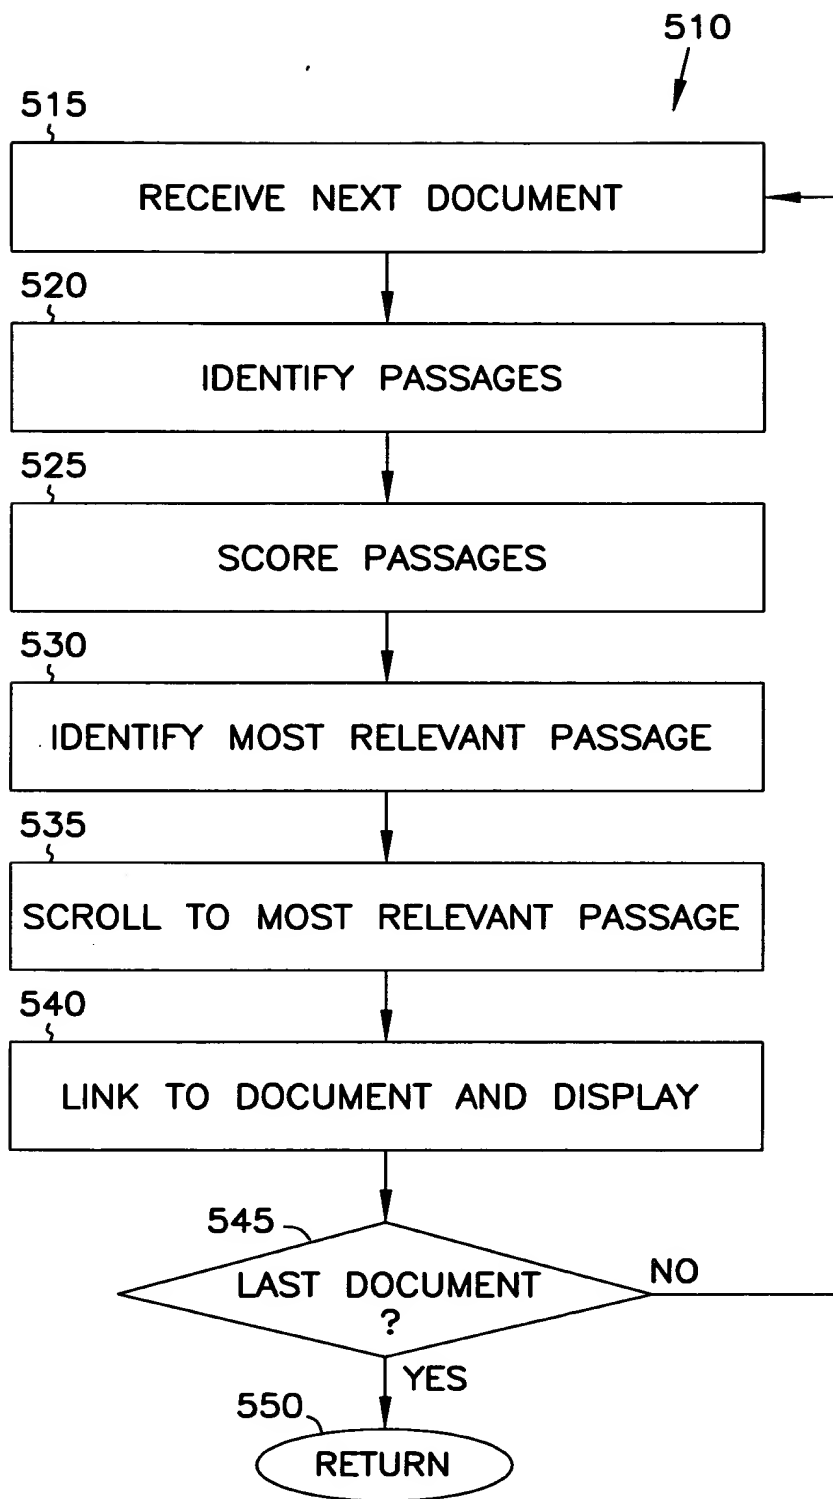 510
515
RECEIVE NEXT DOCUMENT
520
IDENTIFY PASSAGES
525
SCORE PASSAGES
530
IDENTIFY MOST RELEVANT PASSAGE
535
SCROLL TO MOST RELEVANT PASSAGE
540
LINK TO DOCUMENT AND DISPLAY
545
LAST DOCUMENT
?
NO
YES
550
RETURN